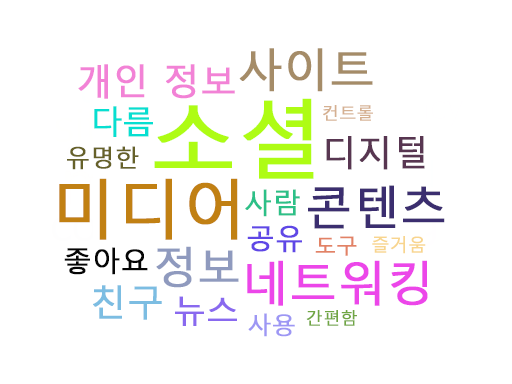 개인 정보
사이트
다름
소셜
컨트롤
유명한
디지털
미디어
사람
콘텐츠
공유
좋아요
정보
도구
즐거움
네트워킹
친구
뉴스
사용
간편함